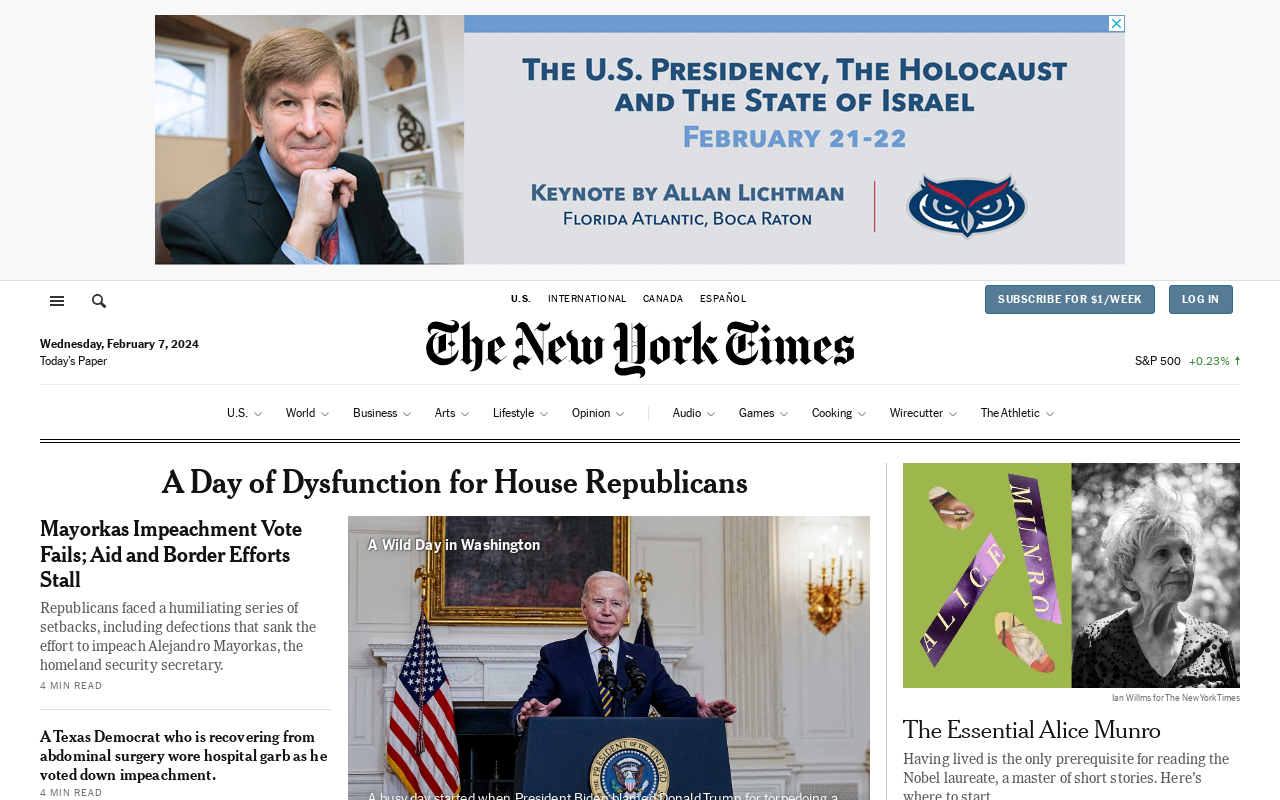 THE U.S. PRESIDENCY, THE HOLOCAUST
AND THE STATE OF ISRAEL
FEBRUARY 21-22
KEYNOTE BY ALLAN LICHTMAN
FLORIDA ATLANTIC, BOCA RATON
U.S. INTERNATIONAL CANADA ESPAÑOL
SUBSCRIBE FOR $1/WEEK
LOG IN
Wednesday, February 7, 2024
Today's Paper
The New York Times
S&P 500 +0.23%
U.S. World Business Arts Lifestyle Opinion Audio Games Cooking Wirecutter The Athletic
A Day of Dysfunction for House Republicans
Mayorkas Impeachment Vote
Fails; Aid and Border Efforts
Stall
Republicans faced a humiliating series of
setbacks, including defections that sank the
effort to impeach Alejandro Mayorkas, the
homeland security secretary.
4 MIN READ
A Texas Democrat who is recovering from
abdominal surgery wore hospital garb as he
voted down impeachment.
4 MIN READ
A Wild Day in Washington
PRESIDENT OF THE UNITED
A busy day started when President Biden blamed Donald Trump for torpedoing a
ALICE
MUNRO
Ian Willms for The New York Times
The Essential Alice Munro
Having lived is the only prerequisite for reading the
Nobel laureate, a master of short stories. Here's
where to start.